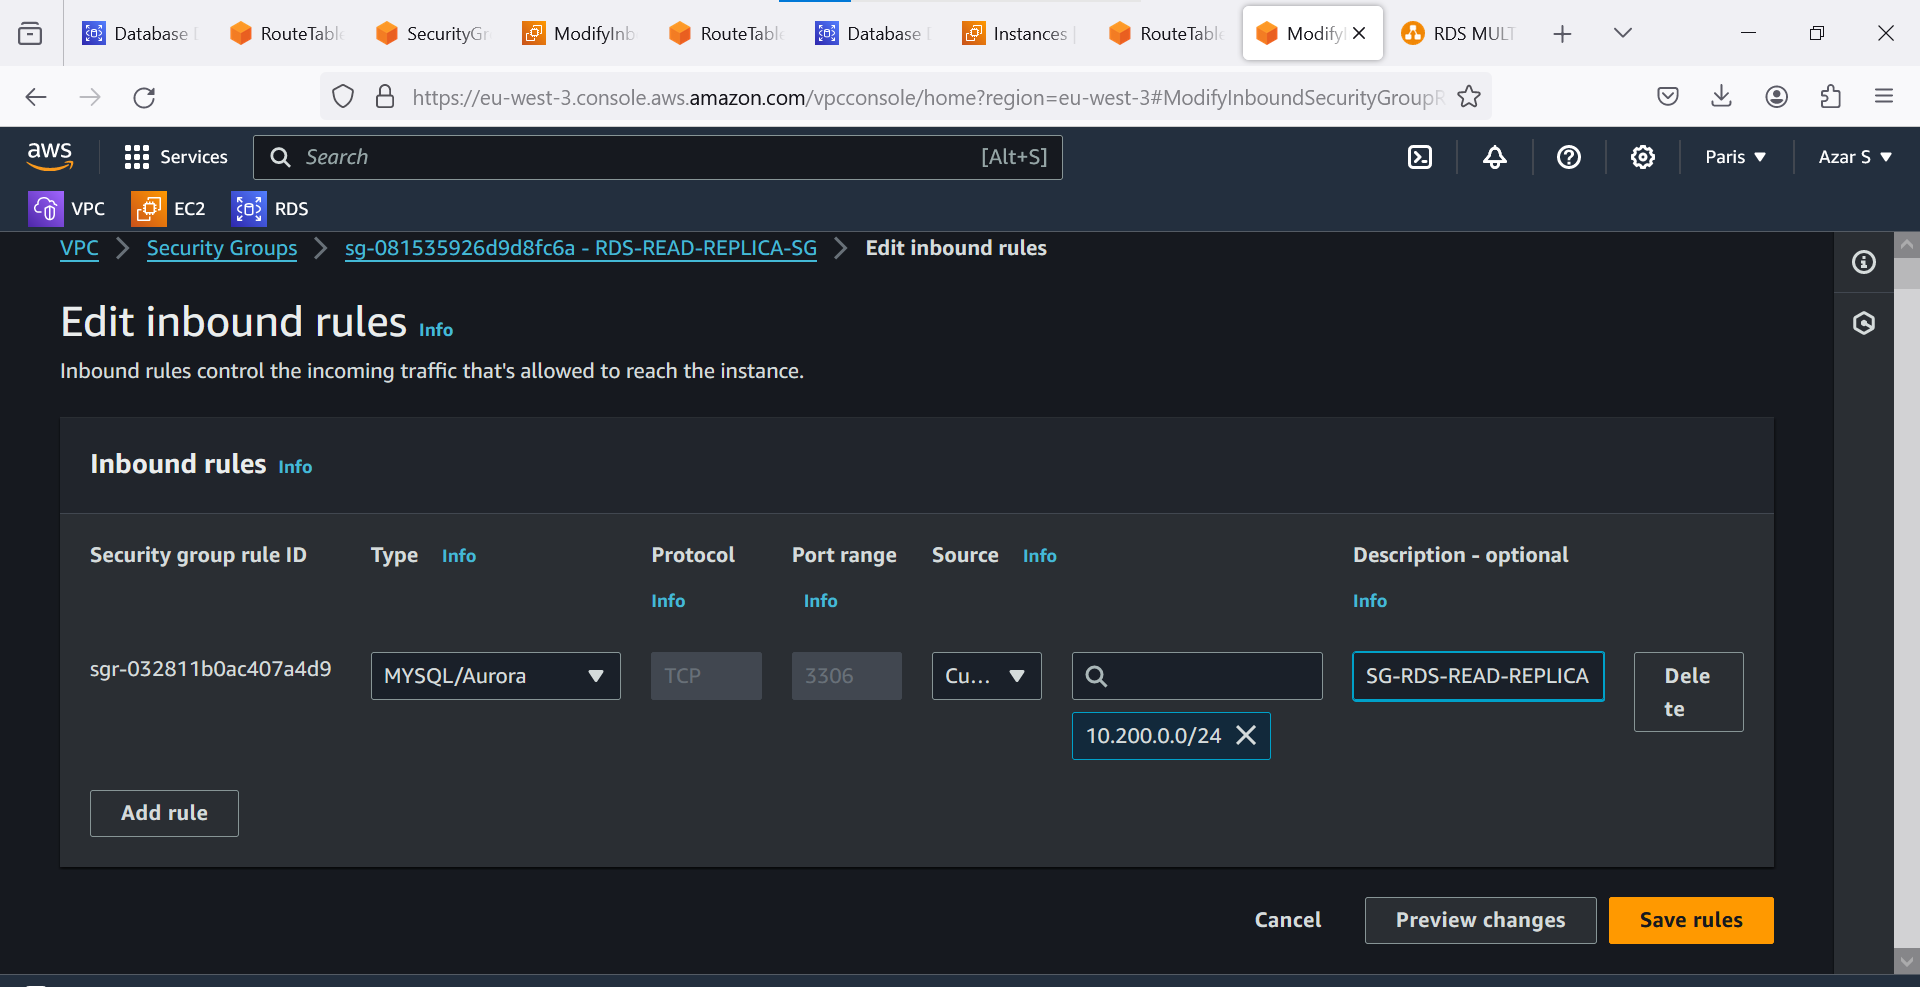 Database
RouteTable
SecurityGr
ModifyInb
RouteTable
Database
Instances
RouteTable
Modify
RDS MULT
https://eu-west-3.console.aws.amazon.com/vpcconsole/home?region=eu-west-3#ModifyInboundSecurityGroupR
aws
Services
Search
[Alt+S]
Paris
Azar S
VPC
EC2
RDS
VPC
Security Groups
sg-081535926d9d8fc6a - RDS-READ-REPLICA-SG
Edit inbound rules
Edit inbound rules Info
Inbound rules control the incoming traffic that's allowed to reach the instance.
Inbound rules Info
Security group rule ID
Type Info
Protocol
Info
Port range
Info
Source Info
Description - optional
Info
sgr-032811b0ac407a4d9
MYSQL/Aurora
TCP
3306
Cu...
10.200.0.0/24
SG-RDS-READ-REPLICA
Dele
te
Add rule
Cancel
Preview changes
Save rules